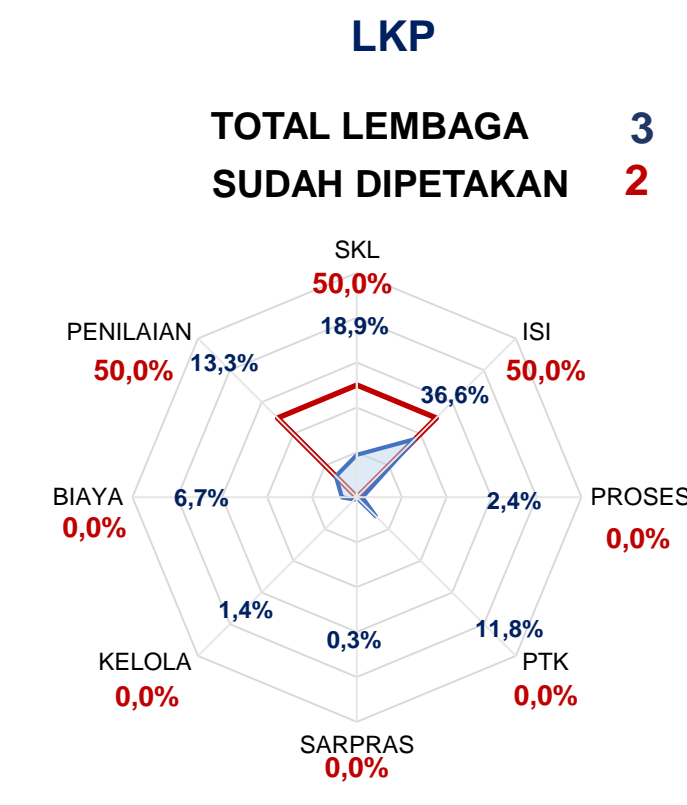 LKP
TOTAL LEMBAGA 3
SUDAH DIPETAKAN 2
SKL
50,0%
18,9%
PENILAIAN
50,0%
13,3%
ISI
50,0%
36,6%
BIAYA
0,0%
6,7%
2,4%
PROSES
0,0%
1,4%
KELOLA
0,0%
0,3%
11,8%
PTK
0,0%
SARPRAS
0,0%